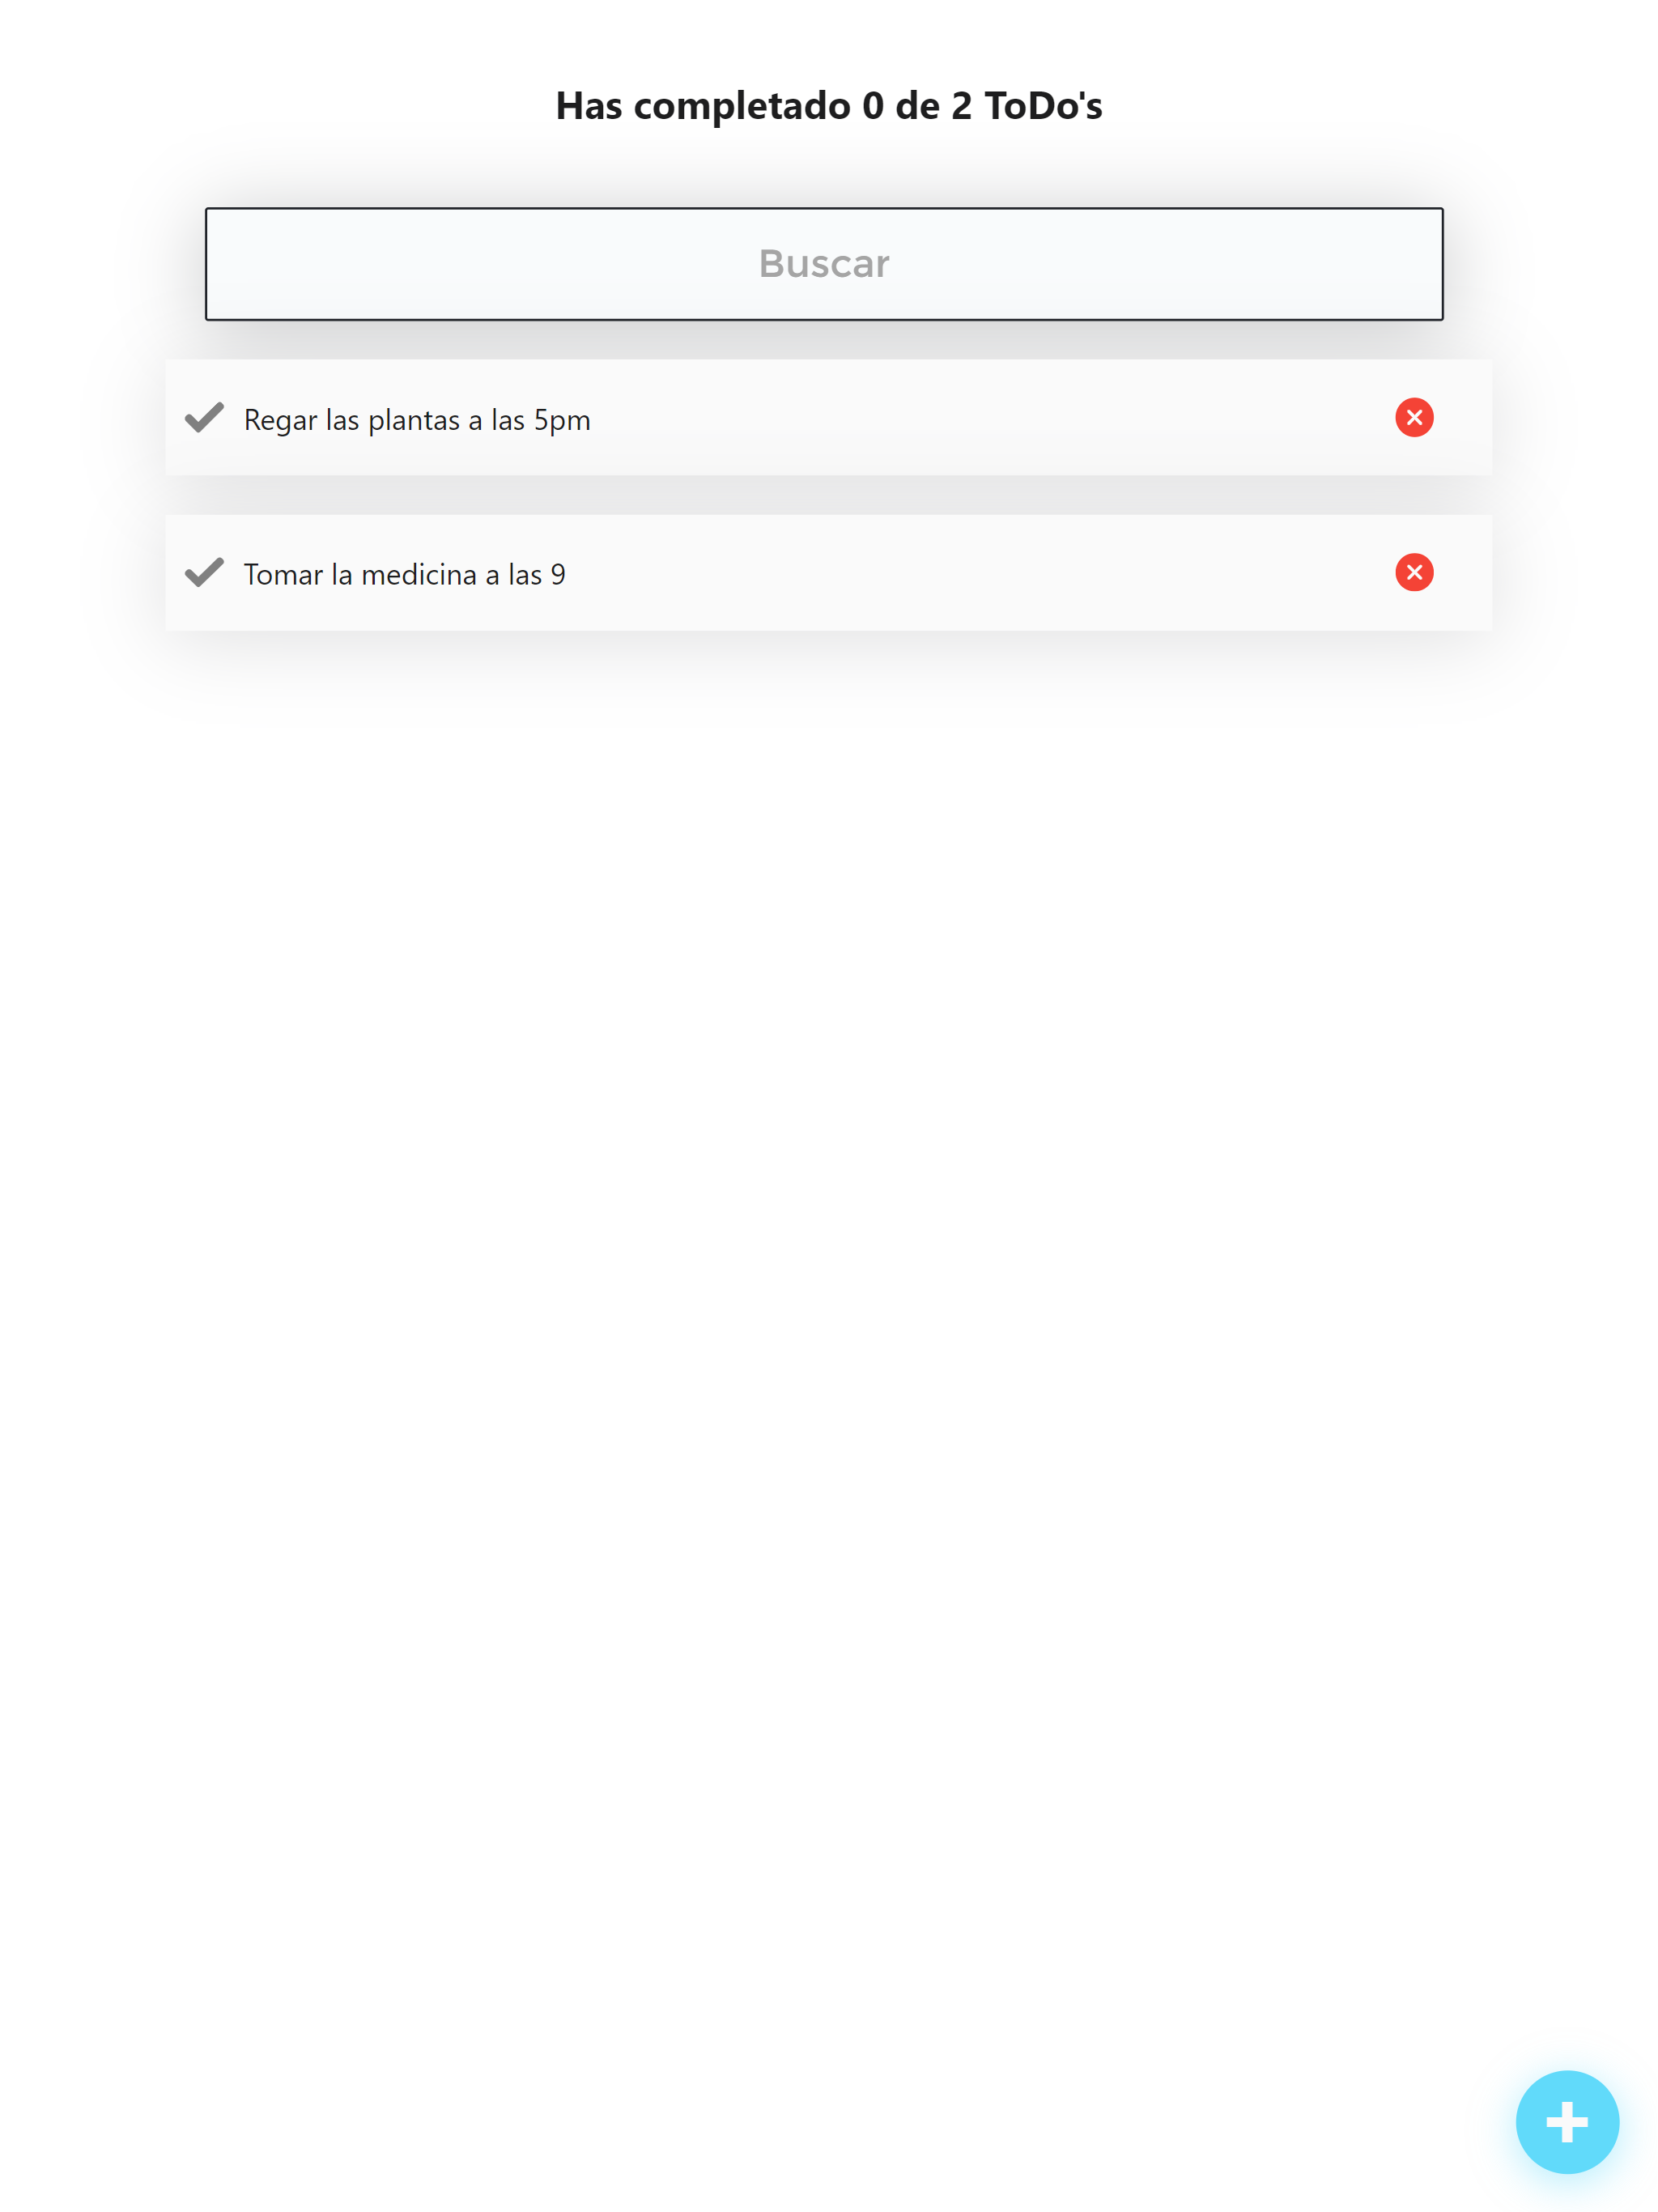 Has completado 0 de 2 ToDo's
Buscar
Regar las plantas a las 5pm
Tomar la medicina a las 9